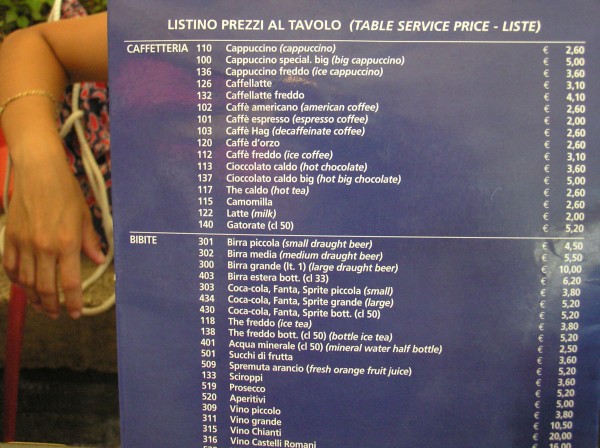 LISTINO PREZZI AL TAVOLO (TABLE SERVICE PRICE - LISTE)
CAFFETTERIA 110 Cappuccino (cappuccino) € 2,60
100 Cappuccino special. big (big cappuccino) € 5,00
136 Cappuccino freddo (ice cappuccino) € 3,60
126 Caffellatte € 3,10
132 Caffellatte freddo € 4,10
102 Caffè americano (american coffee) € 2,60
101 Caffè espresso (espresso coffee) € 2,00
103 Caffè Hag (decaffeinate coffee) € 2,60
120 Caffè d'orzo € 2,60
112 Caffè freddo (ice coffee) € 3,10
113 Cioccolato caldo (hot chocolate) € 3,60
137 Cioccolato caldo big (hot big chocolate) € 5,00
117 The caldo (hot tea) € 2,60
115 Camomilla € 2,60
122 Latte (milk) € 2,00
140 Gatorate (cl 50) € 5,20
BIBITE 301 Birra piccola (small draught beer) € 4,50
302 Birra media (medium draught beer) € 5,50
300 Birra grande (lt. 1) (large draught beer) € 10,00
403 Birra estera bott. (cl 33) € 6,20
303 Coca-cola, Fanta, Sprite piccola (small) € 3,80
434 Coca-cola, Fanta, Sprite grande (large) € 5,20
430 Coca-cola, Fanta, Sprite bott. (cl 50) € 5,20
118 The freddo (ice tea) € 3,80
138 The freddo bott. (cl 50) (bottle ice tea) € 5,20
401 Acqua minerale (cl 50) (mineral water half bottle) € 2,50
501 Succhi di frutta € 3,60
509 Spremuta arancio (fresh orange fruit juice) € 5,20
133 Sciroppi € 3,60
519 Prosecco € 5,20
520 Aperitivi € 5,00
309 Vino piccolo € 3,80
311 Vino grande € 10,50
315 Vino Chianti € 20,00
316 Vino Castelli Romani € 16,00